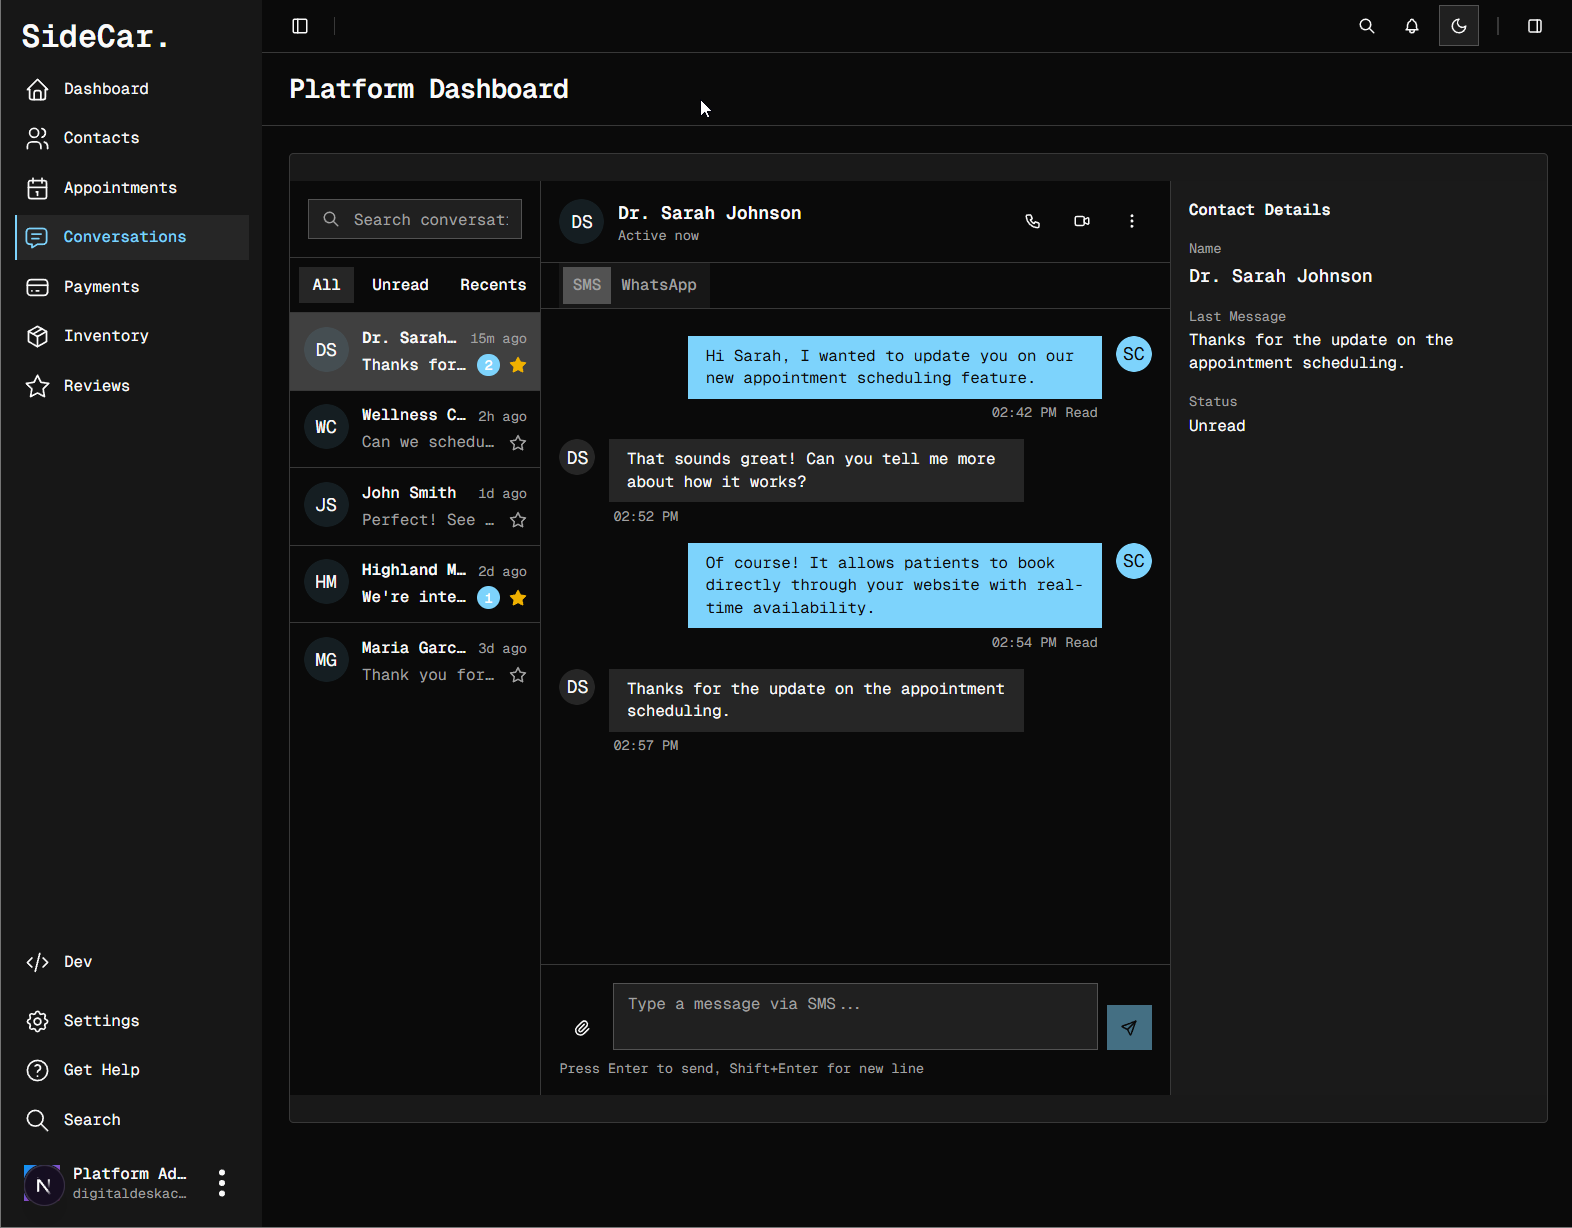 SideCar.
Dashboard
Contacts
Appointments
Conversations
Payments
Inventory
Reviews
Dev
Settings
Get Help
Search
N
Platform Ad…
digitaldeskac…
Platform Dashboard
Search conversat
All
Unread
Recents
DS
Dr. Sarah…
15m ago
Thanks for…
2
WC
Wellness C…
2h ago
Can we schedu…
JS
John Smith
1d ago
Perfect! See …
HM
Highland M…
2d ago
We're inte…
1
MG
Maria Garc…
3d ago
Thank you for…
DS
Dr. Sarah Johnson
Active now
SMS
WhatsApp
Hi Sarah, I wanted to update you on our
new appointment scheduling feature.
SC
02:42 PM Read
DS
That sounds great! Can you tell me more
about how it works?
02:52 PM
Of course! It allows patients to book
directly through your website with real-
time availability.
SC
02:54 PM Read
DS
Thanks for the update on the appointment
scheduling.
02:57 PM
Type a message via SMS...
Press Enter to send, Shift+Enter for new line
Contact Details
Name
Dr. Sarah Johnson
Last Message
Thanks for the update on the
appointment scheduling.
Status
Unread